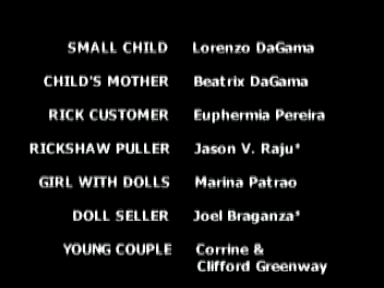 SMALL CHILD Lorenzo DaGama
CHILD'S MOTHER Beatrix DaGama
RICK CUSTOMER Euphermia Pereira
RICKSHAW PULLER Jason V. Raju*
GIRL WITH DOLLS Marina Patrao
DOLL SELLER Joel Braganza*
YOUNG COUPLE Corrine &
Clifford Greenway